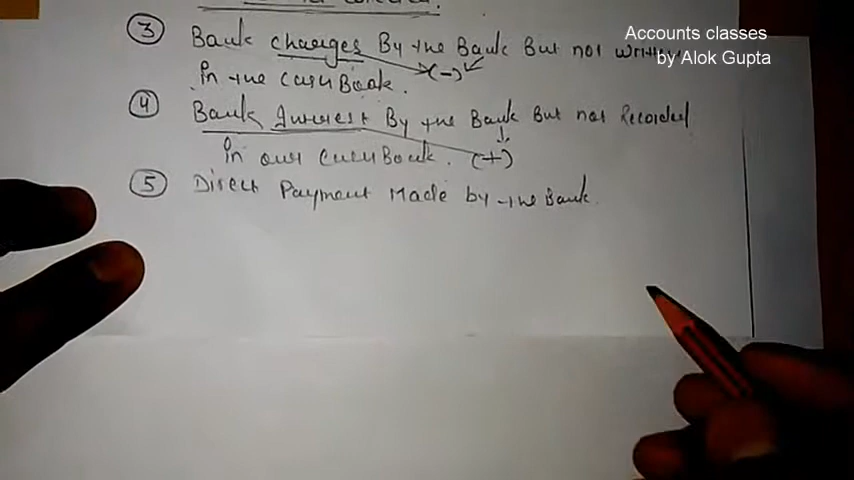 (3) Bank charges By the Bank But not written
(-)
in the cash Book.
(4) Bank Interest By the Bank But not Recorded
in our cash Book. (+)
(5) Direct Payment Made by the Bank.
Accounts classes
by Alok Gupta